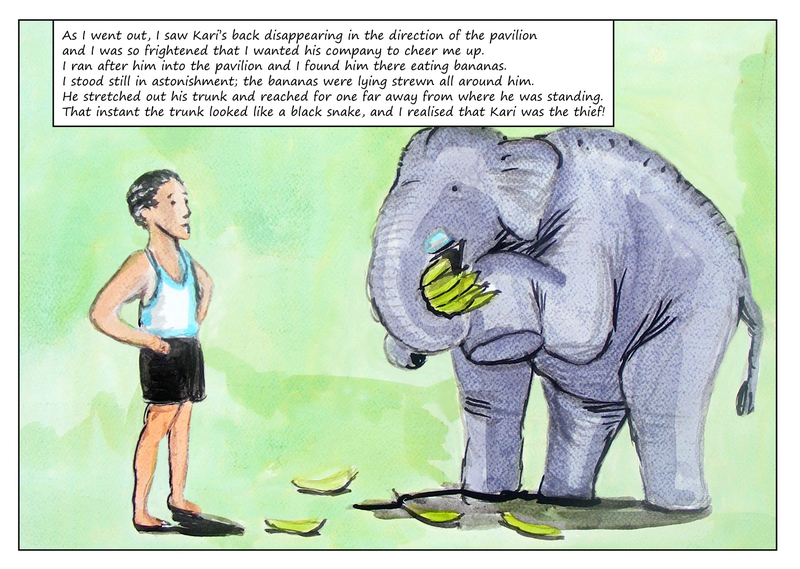 As I went out, I saw Kari's back disappearing in the direction of the pavilion
and I was so frightened that I wanted his company to cheer me up.
I ran after him into the pavilion and I found him there eating bananas.
I stood still in astonishment; the bananas were lying strewn all around him.
He stretched out his trunk and reached for one far away from where he was standing.
That instant the trunk looked like a black snake, and I realised that Kari was the thief!